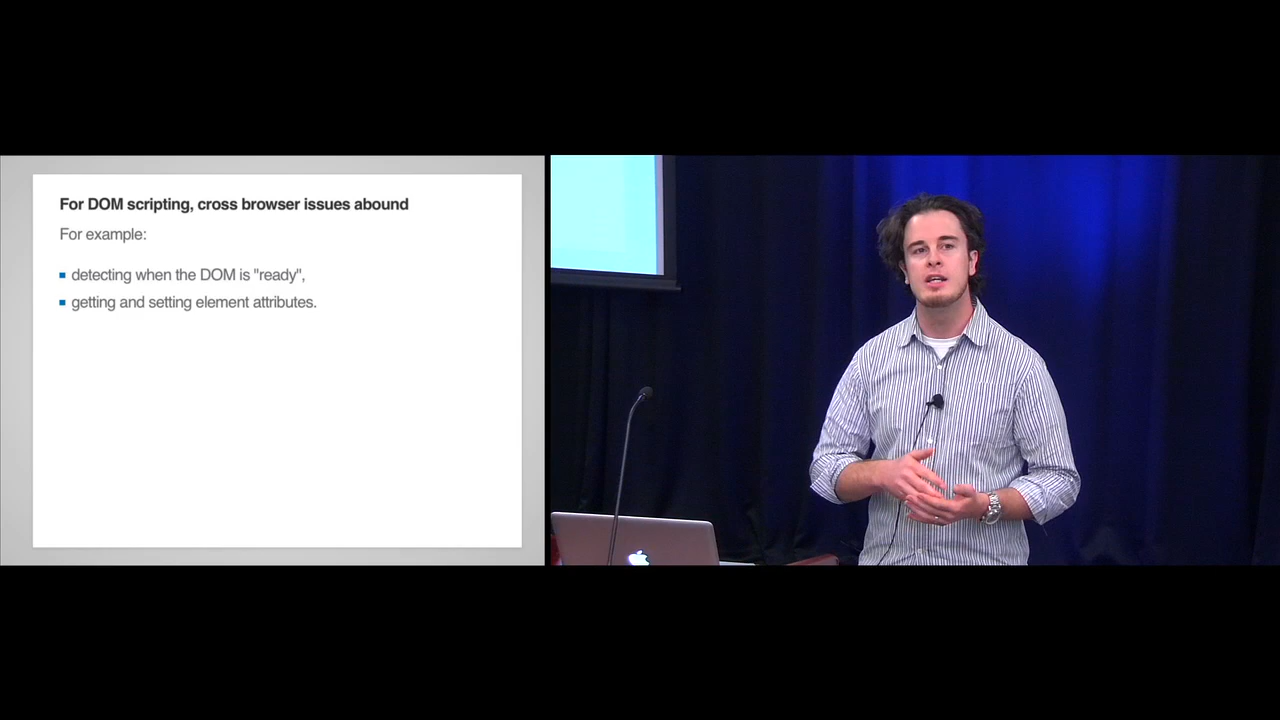 For DOM scripting, cross browser issues abound
For example:
detecting when the DOM is "ready",
getting and setting element attributes.